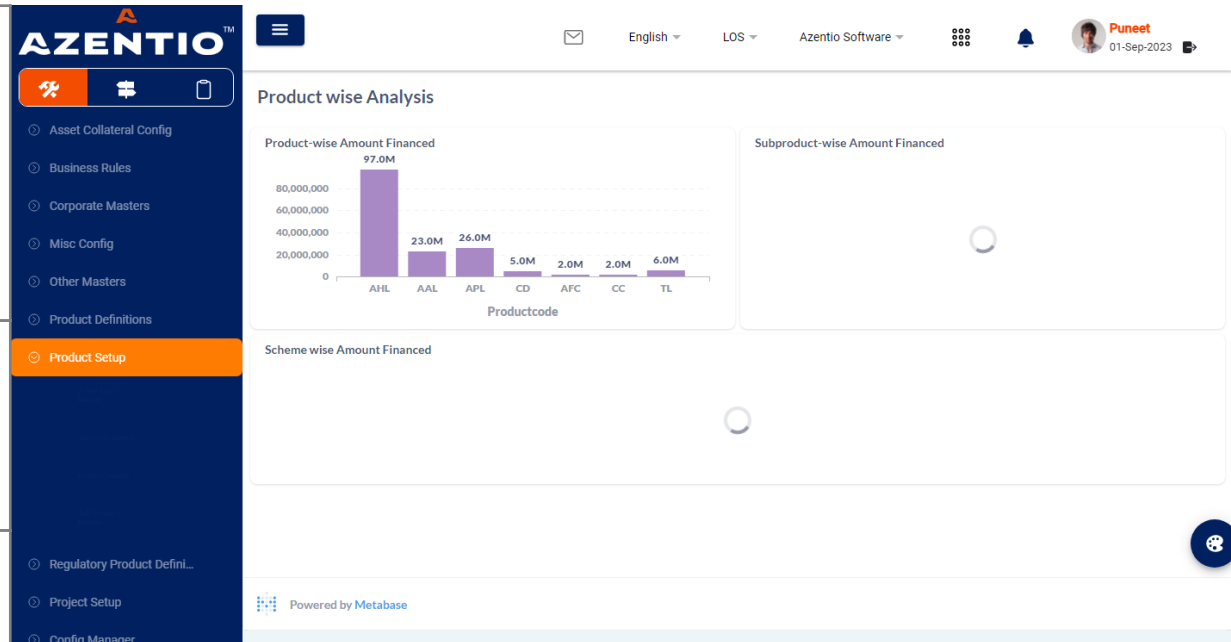 AZENTIO™
English
LOS
Azentio Software
Puneet
01-Sep-2023
Asset Collateral Config
Business Rules
Corporate Masters
Misc Config
Other Masters
Product Definitions
Product Setup
Regulatory Product Defini...
Project Setup
Config Manager
Product wise Analysis
Product-wise Amount Financed
97.0M
80,000,000
60,000,000
40,000,000
20,000,000
0
23.0M
26.0M
5.0M
2.0M
2.0M
6.0M
AHL AAL APL CD AFC CC TL
Productcode
Subproduct-wise Amount Financed
Scheme wise Amount Financed
Powered by Metabase